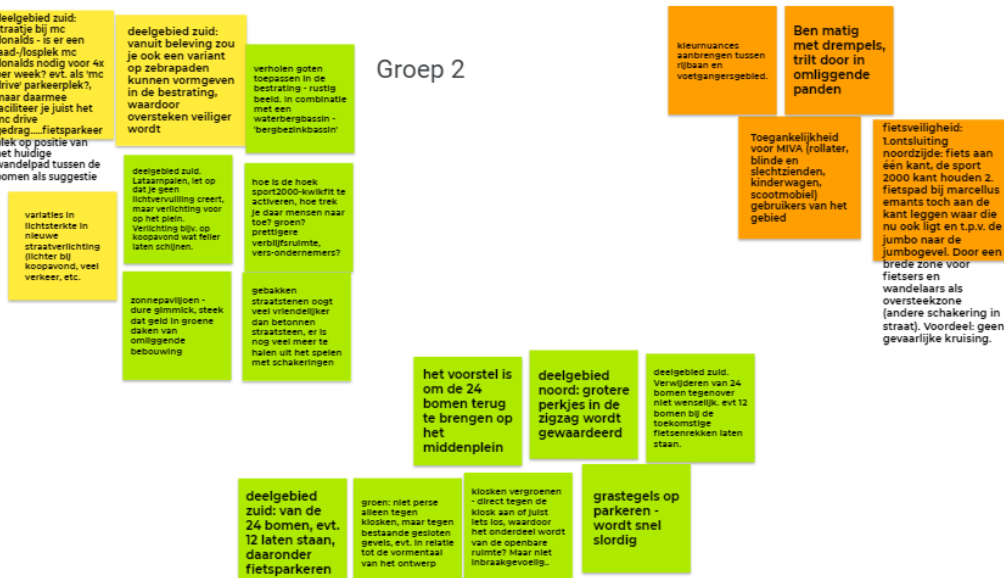 deelgebied zuid:
straatje bij mc
donalds - is er een
laad-/losplek mc
donalds nodig voor 4x
per week? evt. als 'mc
drive' parkeerplek?,
maar daarmee
faciliteer je juist het
mc drive
gedrag.....fietsparkeer
plek op positie van
het huidige
wandelpad tussen de
bomen als suggestie
deelgebied zuid:
vanuit beleving zou
je ook een variant
op zebrapaden
kunnen vormgeven
in de bestrating,
waardoor
oversteken veiliger
wordt
verholen goten
toepassen in de
bestrating - rustig
beeld. in combinatie
met een
waterbergbassin -
'bergbezinkbassin'
Groep 2
kleurnuances
aanbrengen tussen
rijbaan en
voetgangersgebied.
Ben matig
met drempels,
trilt door in
omliggende
panden
Toegankelijkheid
voor MIVA (rollater,
blinde en
slechtzienden,
kinderwagen,
scootmobiel)
gebruikers van het
gebied
fietsveiligheid:
1.ontsluiting
noordzijde: fiets aan
één kant, de sport
2000 kant houden 2.
fietspad bij marcellus
emants toch aan de
kant leggen waar die
nu ook ligt en t.p.v. de
jumbo naar de
jumbogevel. Door een
brede zone voor
fietsers en
wandelaars als
oversteekzone
(andere schakering in
straat). Voordeel: geen
gevaarlijke kruising.
variaties in
lichtsterkte in
nieuwe
straatverlichting
(lichter bij
koopavond, veel
verkeer, etc.
deelgebied zuid.
Lataarnpalen, let op
dat je geen
lichtvervuiling creert,
maar verlichting voor
op het plein.
Verlichting bijv. op
koopavond wat feller
laten schijnen.
hoe is de hoek
sport2000-kwikfit te
activeren, hoe trek
je daar mensen naar
toe? groen?
prettigere
verblijfsruimte,
vers-ondernemers?
zonnepaviljoen -
dure gimmick, steek
dat geld in groene
daken van
omliggende
bebouwing
gebakken
straatstenen oogt
veel vriendelijker
dan betonnen
straatsteen, er is
nog veel meer te
halen uit het spelen
met schakeringen
het voorstel is
om de 24
bomen terug
te brengen op
het
middenplein
deelgebied
noord: grotere
perkjes in de
zigzag wordt
gewaardeerd
deelgebied zuid.
Verwijderen van 24
bomen tegenover
niet wenselijk. evt 12
bomen bij de
toekomstige
fietsenrekken laten
staan.
deelgebied
zuid: van de
24 bomen, evt.
12 laten staan,
daaronder
fietsparkeren
groen: niet perse
alleen tegen
kiosken, maar tegen
bestaande gesloten
gevels, evt. in relatie
tot de vormentaal
van het ontwerp
kiosken vergroenen
- direct tegen de
kiosk aan of juist
iets los, waardoor
het onderdeel wordt
van de openbare
ruimte? Maar niet
inbraakgevoelig..
grastegels op
parkeren -
wordt snel
slordig